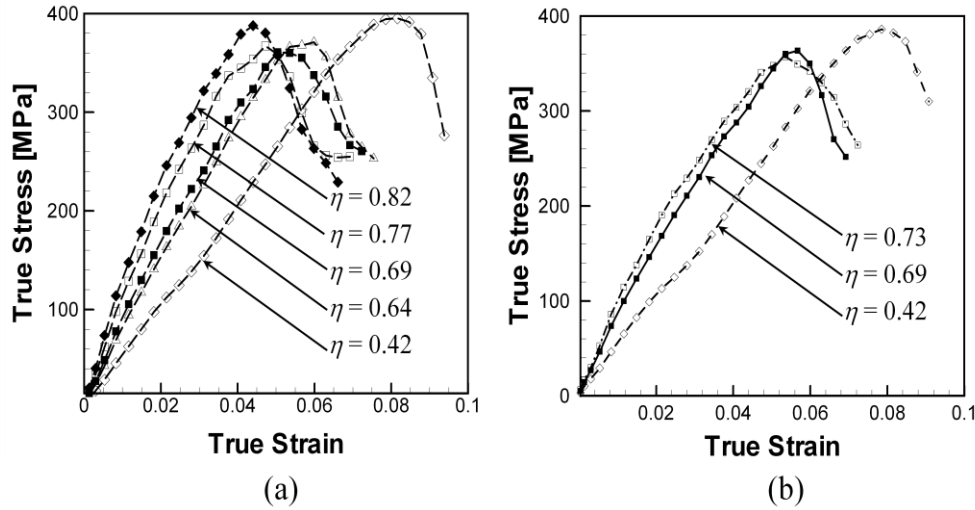 400
300
200
100
0.02
0.04
0.06
0.08
0.1
True Stress [MPa]
True Strain
η = 0.82
η = 0.77
η = 0.69
η = 0.64
η = 0.42
(a)
400
300
200
100
0
0.02
0.04
0.06
0.08
0.1
True Stress [MPa]
True Strain
η = 0.73
η = 0.69
η = 0.42
(b)